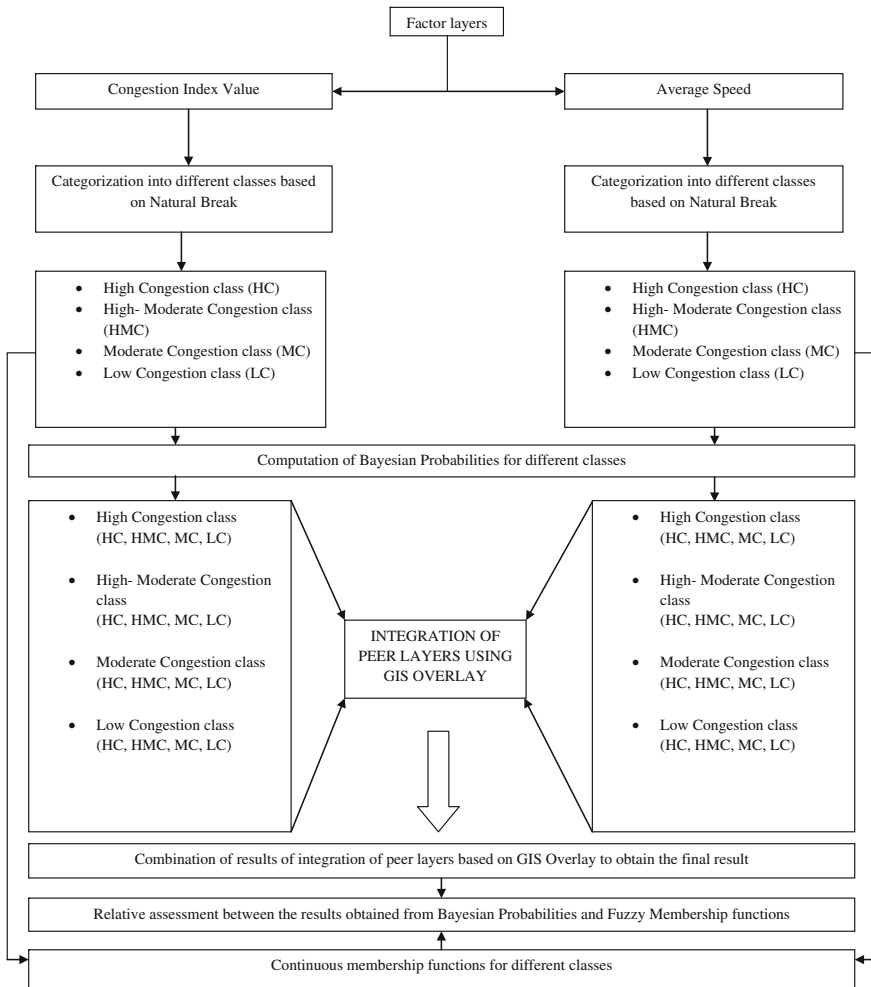 Factor layers
Congestion Index Value
Average Speed
Categorization into different classes based
on Natural Break
Categorization into different classes
based on Natural Break
• High Congestion class (HC)
• High- Moderate Congestion class
(HMC)
• Moderate Congestion class (MC)
• Low Congestion class (LC)
• High Congestion class (HC)
• High- Moderate Congestion class
(HMC)
• Moderate Congestion class (MC)
• Low Congestion class (LC)
Computation of Bayesian Probabilities for different classes
• High Congestion class
(HC, HMC, MC, LC)
• High- Moderate Congestion
class
(HC, HMC, MC, LC)
• Moderate Congestion class
(HC, HMC, MC, LC)
• Low Congestion class
(HC, HMC, MC, LC)
INTEGRATION OF
PEER LAYERS USING
GIS OVERLAY
• High Congestion class
(HC, HMC, MC, LC)
• High- Moderate Congestion
class
(HC, HMC, MC, LC)
• Moderate Congestion class
(HC, HMC, MC, LC)
• Low Congestion class
(HC, HMC, MC, LC)
Combination of results of integration of peer layers based on GIS Overlay to obtain the final result
Relative assessment between the results obtained from Bayesian Probabilities and Fuzzy Membership functions
Continuous membership functions for different classes